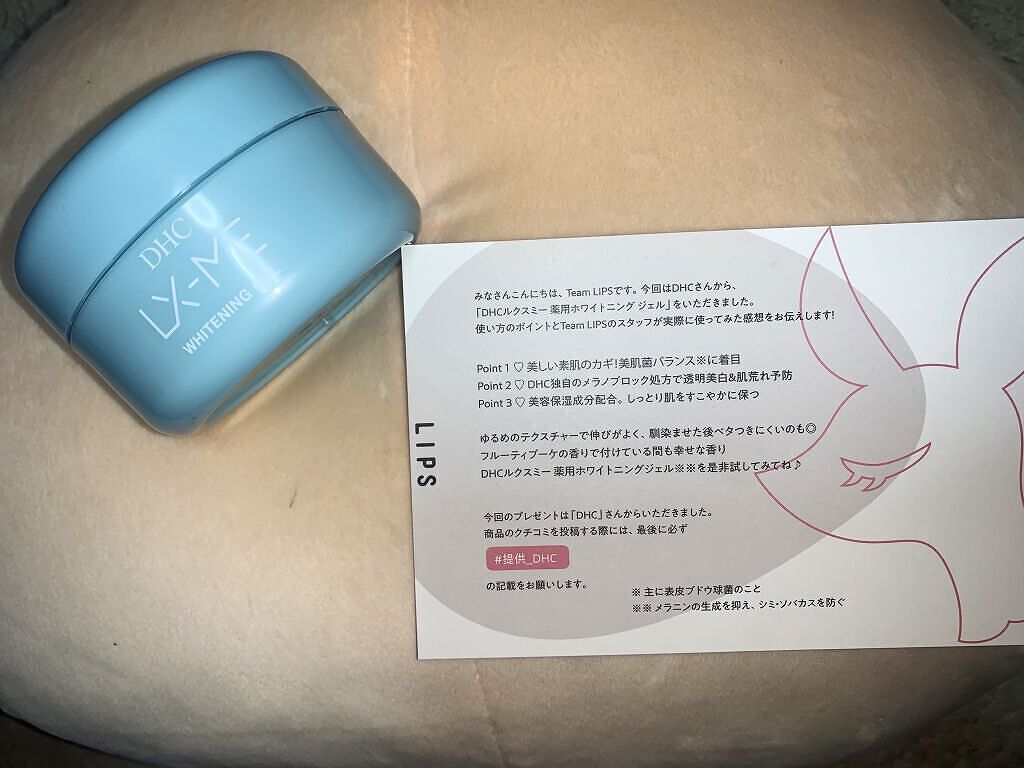 DHC
LX-ME
WHITENING
みなさんこんにちは、Team LIPSです。今回はDHCさんから、
「DHCルクスミー 薬用ホワイトニング ジェル」をいただきました。
使い方のポイントとTeam LIPSのスタッフが実際に使ってみた感想をお伝えします!
Point 1 ♡ 美しい素肌のカギ!美肌菌バランス※に着目
Point 2 ♡ DHC独自のメラノブロック処方で透明美白&肌荒れ予防
Point 3 ♡ 美容保湿成分配合。しっとり肌をすこやかに保つ
ゆるめのテクスチャーで伸びがよく、馴染ませた後ベタつきにくいのも◎
フルーティブーケの香りで付けている間も幸せな香り
DHCルクスミー 薬用ホワイトニングジェル※※を是非試してみてね♪
今回のプレゼントは「DHC」さんからいただきました。
商品のクチコミを投稿する際には、最後に必ず
#提供_DHC
の記載をお願いします。
※ 主に表皮ブドウ球菌のこと
※※ メラニンの生成を抑え、シミ・ソバカスを防ぐ
LIPS